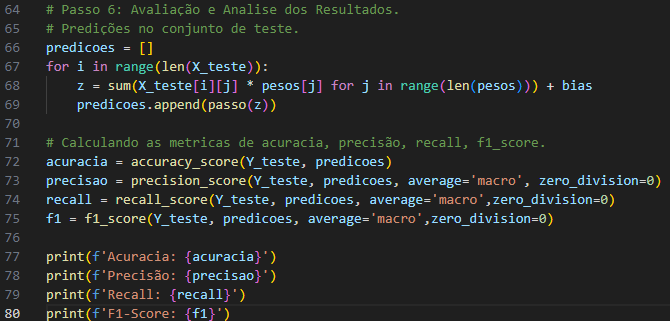 64 # Passo 6: Avaliação e Analise dos Resultados.
65 # Predições no conjunto de teste.
66 predicoes = []
67 for i in range(len(X_teste)):
68     z = sum(X_teste[i][j] * pesos[j] for j in range(len(pesos))) + bias
69     predicoes.append(passo(z))
70
71 # Calculando as metricas de acuracia, precisão, recall, f1_score.
72 acuracia = accuracy_score(Y_teste, predicoes)
73 precisao = precision_score(Y_teste, predicoes, average='macro', zero_division=0)
74 recall = recall_score(Y_teste, predicoes, average='macro',zero_division=0)
75 f1 = f1_score(Y_teste, predicoes, average='macro',zero_division=0)
76
77 print(f'Acuracia: {acuracia}')
78 print(f'Precisão: {precisao}')
79 print(f'Recall: {recall}')
80 print(f'F1-Score: {f1}')